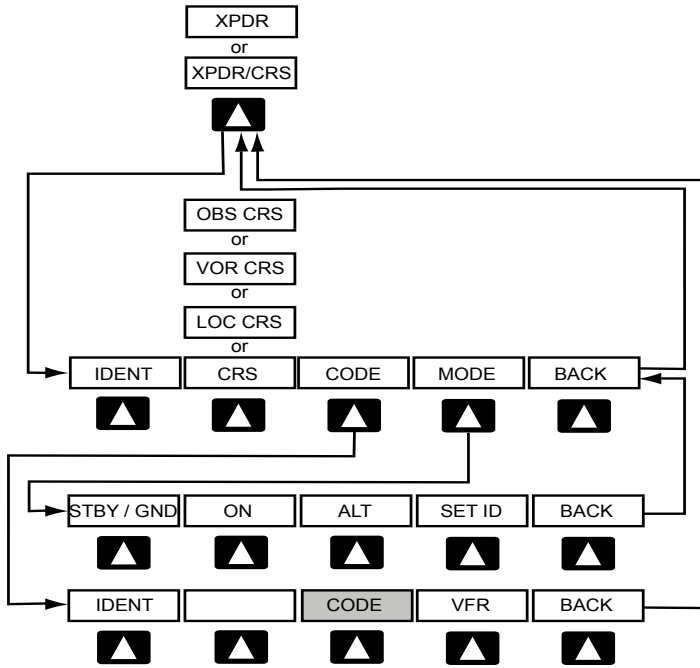 XPDR
or
XPDR/CRS
OBS CRS
or
VOR CRS
or
LOC CRS
or
IDENT CRS CODE MODE BACK
STBY / GND ON ALT SET ID BACK
IDENT CODE VFR BACK